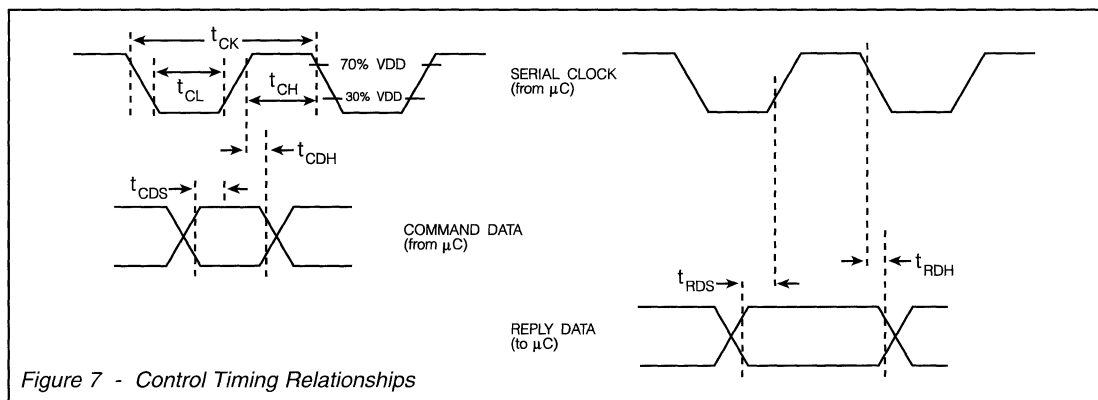 tCK
70% VDD
tCL
tCH
30% VDD
SERIAL CLOCK
(from μC)
tCDH
tCDS
COMMAND DATA
(from μC)
tRDS
tRDH
REPLY DATA
(to μC)
Figure 7 - Control Timing Relationships